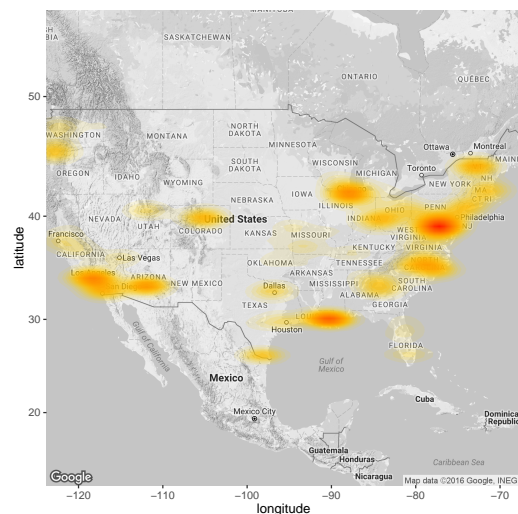 MANITOBA
SASKATCHEWAN
ONTARIO
QUÉBEC
50
WASHINGTON
MONTANA
NORTH
DAKOTA
MINNESOTA
Ottawa
Montreal
MAIN
OREGON
IDAHO
SOUTH
DAKOTA
WISCONSIN
MICHIGAN
Toronto
NH
WYOMING
NEW YORK
MA
CT RI
NEBRASKA
IOWA
40
NEVADA
UTAH
COLORADO
United States
ILLINOIS
INDIANA
OHIO
PENN
Philadelphia
NJ
Francisco
CALIFORNIA
Las Vegas
KANSAS
MISSOURI
WEST
VIRGINIA
KENTUCKY
VIRGINIA
Los Angeles
San Diego
ARIZONA
NEW MEXICO
OKLAHOMA
ARKANSAS
TENNESSEE
CAROLINA
Dallas
MISSISSIPPI
SOUTH
CAROLINA
ALABAMA
TEXAS
GEORGIA
30
Houston
Gulf of California
FLORIDA
Gulf of
Mexico
Mexico
Cuba
20
Mexico City
Dominica
Republic
Guatemala
Honduras
Caribbean Sea
Nicaragua
Google
Map data ©2016 Google, INEG
−120
−110
−100
−90
−80
−70
longitude
latitude